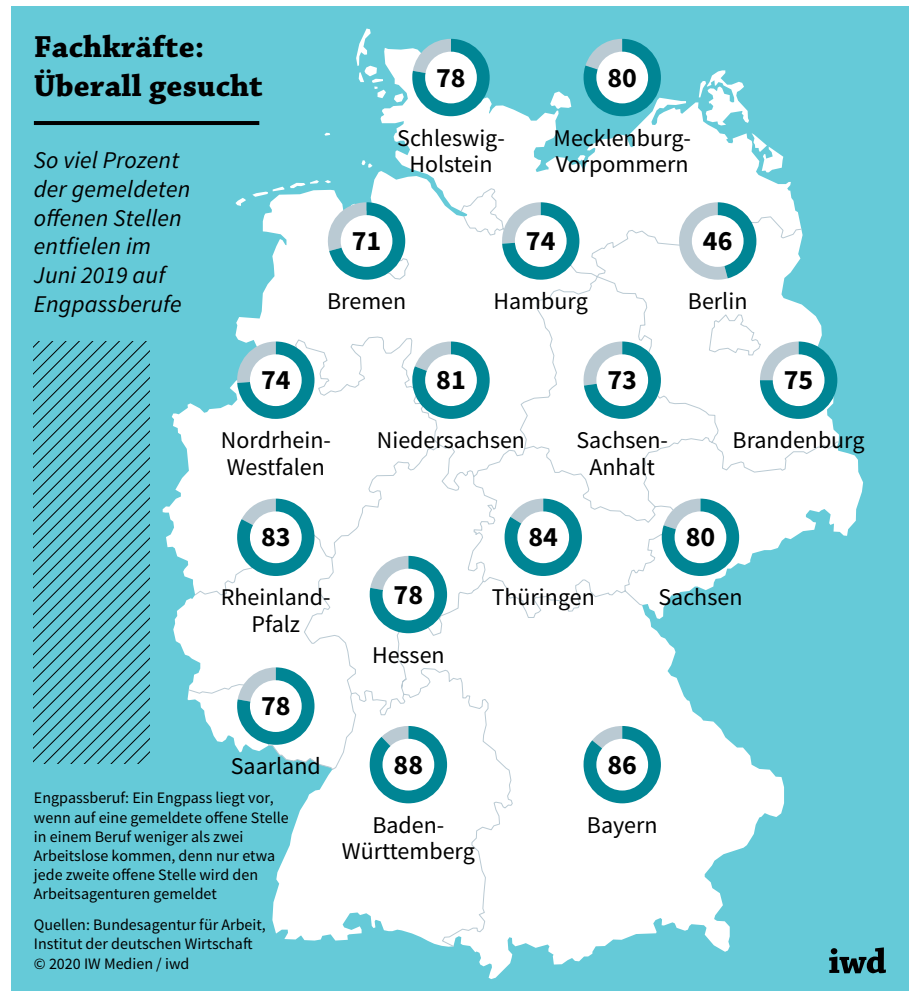 Fachkräfte:
Überall gesucht
So viel Prozent
der gemeldeten
offenen Stellen
entfielen im
Juni 2019 auf
Engpassberufe
78
Schleswig-
Holstein
80
Mecklenburg-
Vorpommern
71
Bremen
74
Hamburg
46
Berlin
74
Nordrhein-
Westfalen
81
Niedersachsen
73
Sachsen-
Anhalt
75
Brandenburg
83
Rheinland-
Pfalz
78
Hessen
84
Thüringen
80
Sachsen
78
Saarland
88
Baden-
Württemberg
86
Bayern
Engpassberuf: Ein Engpass liegt vor,
wenn auf eine gemeldete offene Stelle
in einem Beruf weniger als zwei
Arbeitslose kommen, denn nur etwa
jede zweite offene Stelle wird den
Arbeitsagenturen gemeldet
Quellen: Bundesagentur für Arbeit,
Institut der deutschen Wirtschaft
© 2020 IW Medien / iwd
iwd